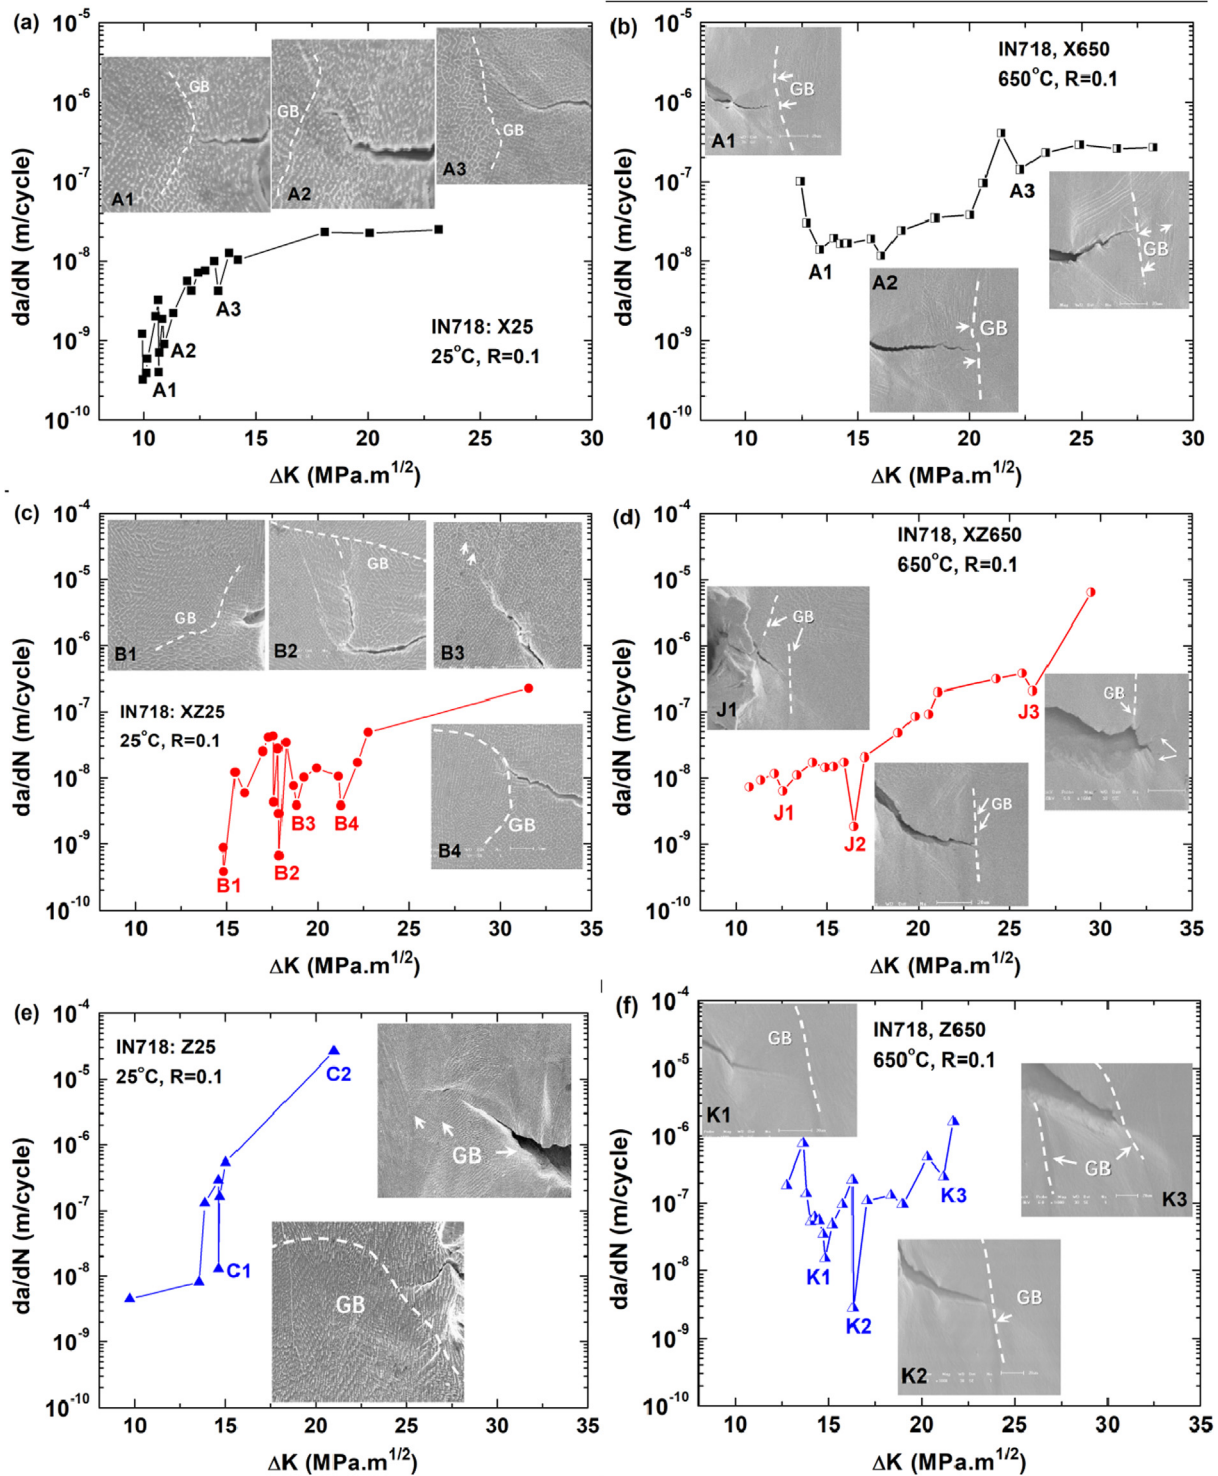 (a)
10^-5
10^-6
10^-7
10^-8
10^-9
10^-10
da/dN (m/cycle)
GB
A1
GB
A2
GB
A3
A3
A2
A1
IN718: X25
25°C, R=0.1
10 15 20 25 30
ΔK (MPa.m^1/2)
(b)
10^-5
10^-6
10^-7
10^-8
10^-9
10^-10
da/dN (m/cycle)
IN718, X650
650°C, R=0.1
GB
A1
A3
A1
A2
GB
GB
10 15 20 25 30
ΔK (MPa.m^1/2)
(c)
10^-4
10^-5
10^-6
10^-7
10^-8
10^-9
10^-10
da/dN (m/cycle)
GB
B1
GB
B2
B3
IN718: XZ25
25°C, R=0.1
GB
B4
B3
B4
B1
B2
10 15 20 25 30 35
ΔK (MPa.m^1/2)
(d)
10^-4
10^-5
10^-6
10^-7
10^-8
10^-9
10^-10
da/dN (m/cycle)
IN718, XZ650
650°C, R=0.1
GB
J1
GB
J3
J1
J2
GB
10 15 20 25 30 35
ΔK (MPa.m^1/2)
(e)
10^-4
10^-5
10^-6
10^-7
10^-8
10^-9
10^-10
da/dN (m/cycle)
IN718: Z25
25°C, R=0.1
C2
GB
C1
GB
10 15 20 25 30 35
ΔK (MPa.m^1/2)
(f)
10^-4
10^-5
10^-6
10^-7
10^-8
10^-9
10^-10
da/dN (m/cycle)
IN718, Z650
650°C, R=0.1
GB
K1
GB
K3
K3
K1
K2
GB
K2
10 15 20 25 30 35
ΔK (MPa.m^1/2)